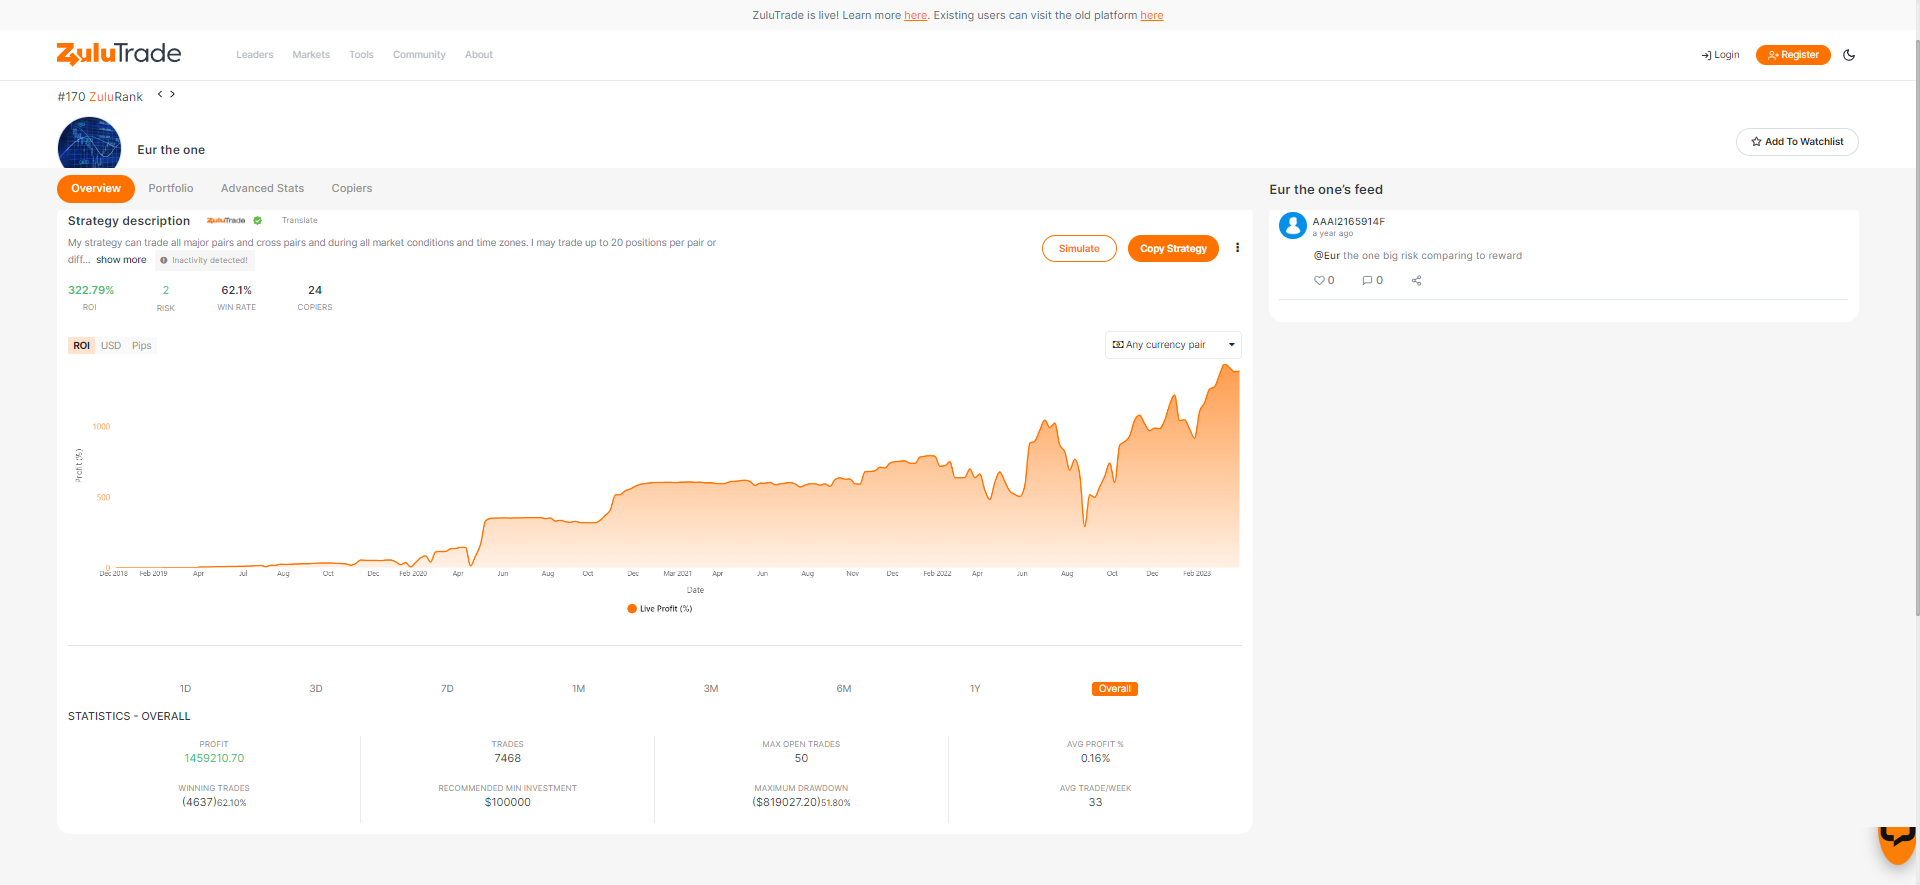 ZuluTrade is live! Learn more here. Existing users can visit the old platform here
ZuluTrade
Leaders Markets Tools Community About
Login Register
#170 ZuluRank < >
Eur the one
Add To Watchlist
Overview Portfolio Advanced Stats Copiers
Strategy description ZuluTrade Translate
My strategy can trade all major pairs and cross pairs and during all market conditions and time zones. I may trade up to 20 positions per pair or
diff... show more Inactivity detected!
Simulate Copy Strategy
322.79% 2 62.1% 24
ROI RISK WIN RATE COPIERS
ROI USD Pips
Any currency pair
1000
500
0
Profit (%)
Dec 2018 Feb 2019 Apr Jul Aug Oct Dec Feb 2020 Apr Jun Aug Oct Dec Mar 2021 Apr Jun Aug Nov Dec Feb 2022 Apr Jun Aug Oct Dec Feb 2023
Date
Live Profit (%)
1D 3D 7D 1M 3M 6M 1Y Overall
STATISTICS - OVERALL
PROFIT TRADES MAX OPEN TRADES AVG PROFIT %
1459210.70 7468 50 0.16%
WINNING TRADES RECOMMENDED MIN INVESTMENT MAXIMUM DRAWDOWN AVG TRADE/WEEK
(4637)62.10% $100000 ($819027.20)51.80% 33
Eur the one's feed
AAAI2165914F
a year ago
@Eur the one big risk comparing to reward
0 0